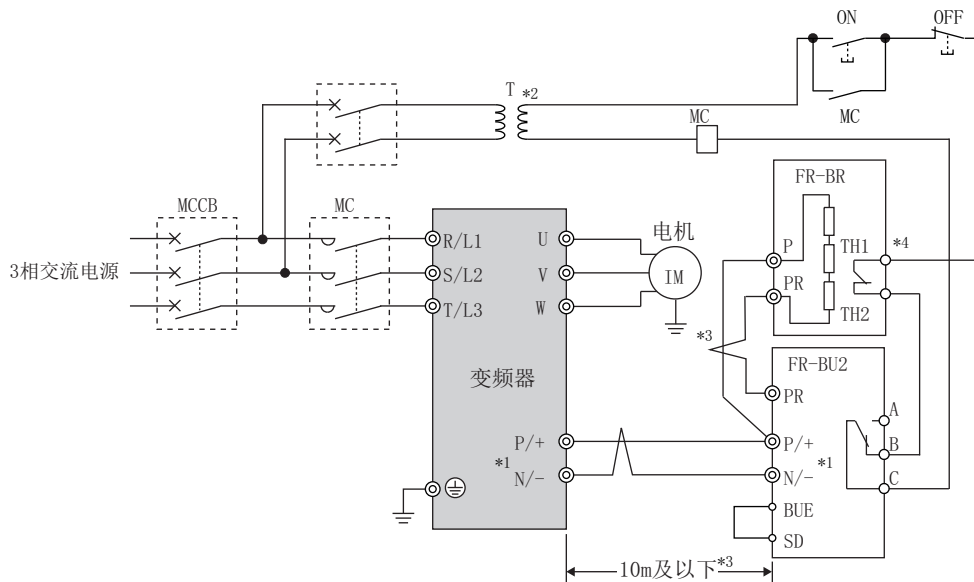 ON
OFF
T *2
MC
MC
FR-BR
MCCB
MC
R/L1
U
电机
P
TH1
*4
3相交流电源
S/L2
V
IM
PR
T/L3
W
TH2
*3
FR-BU2
变频器
PR
A
P/+
P/+
B
*1
N/-
N/-
*1
C
BUE
SD
10m及以下*3